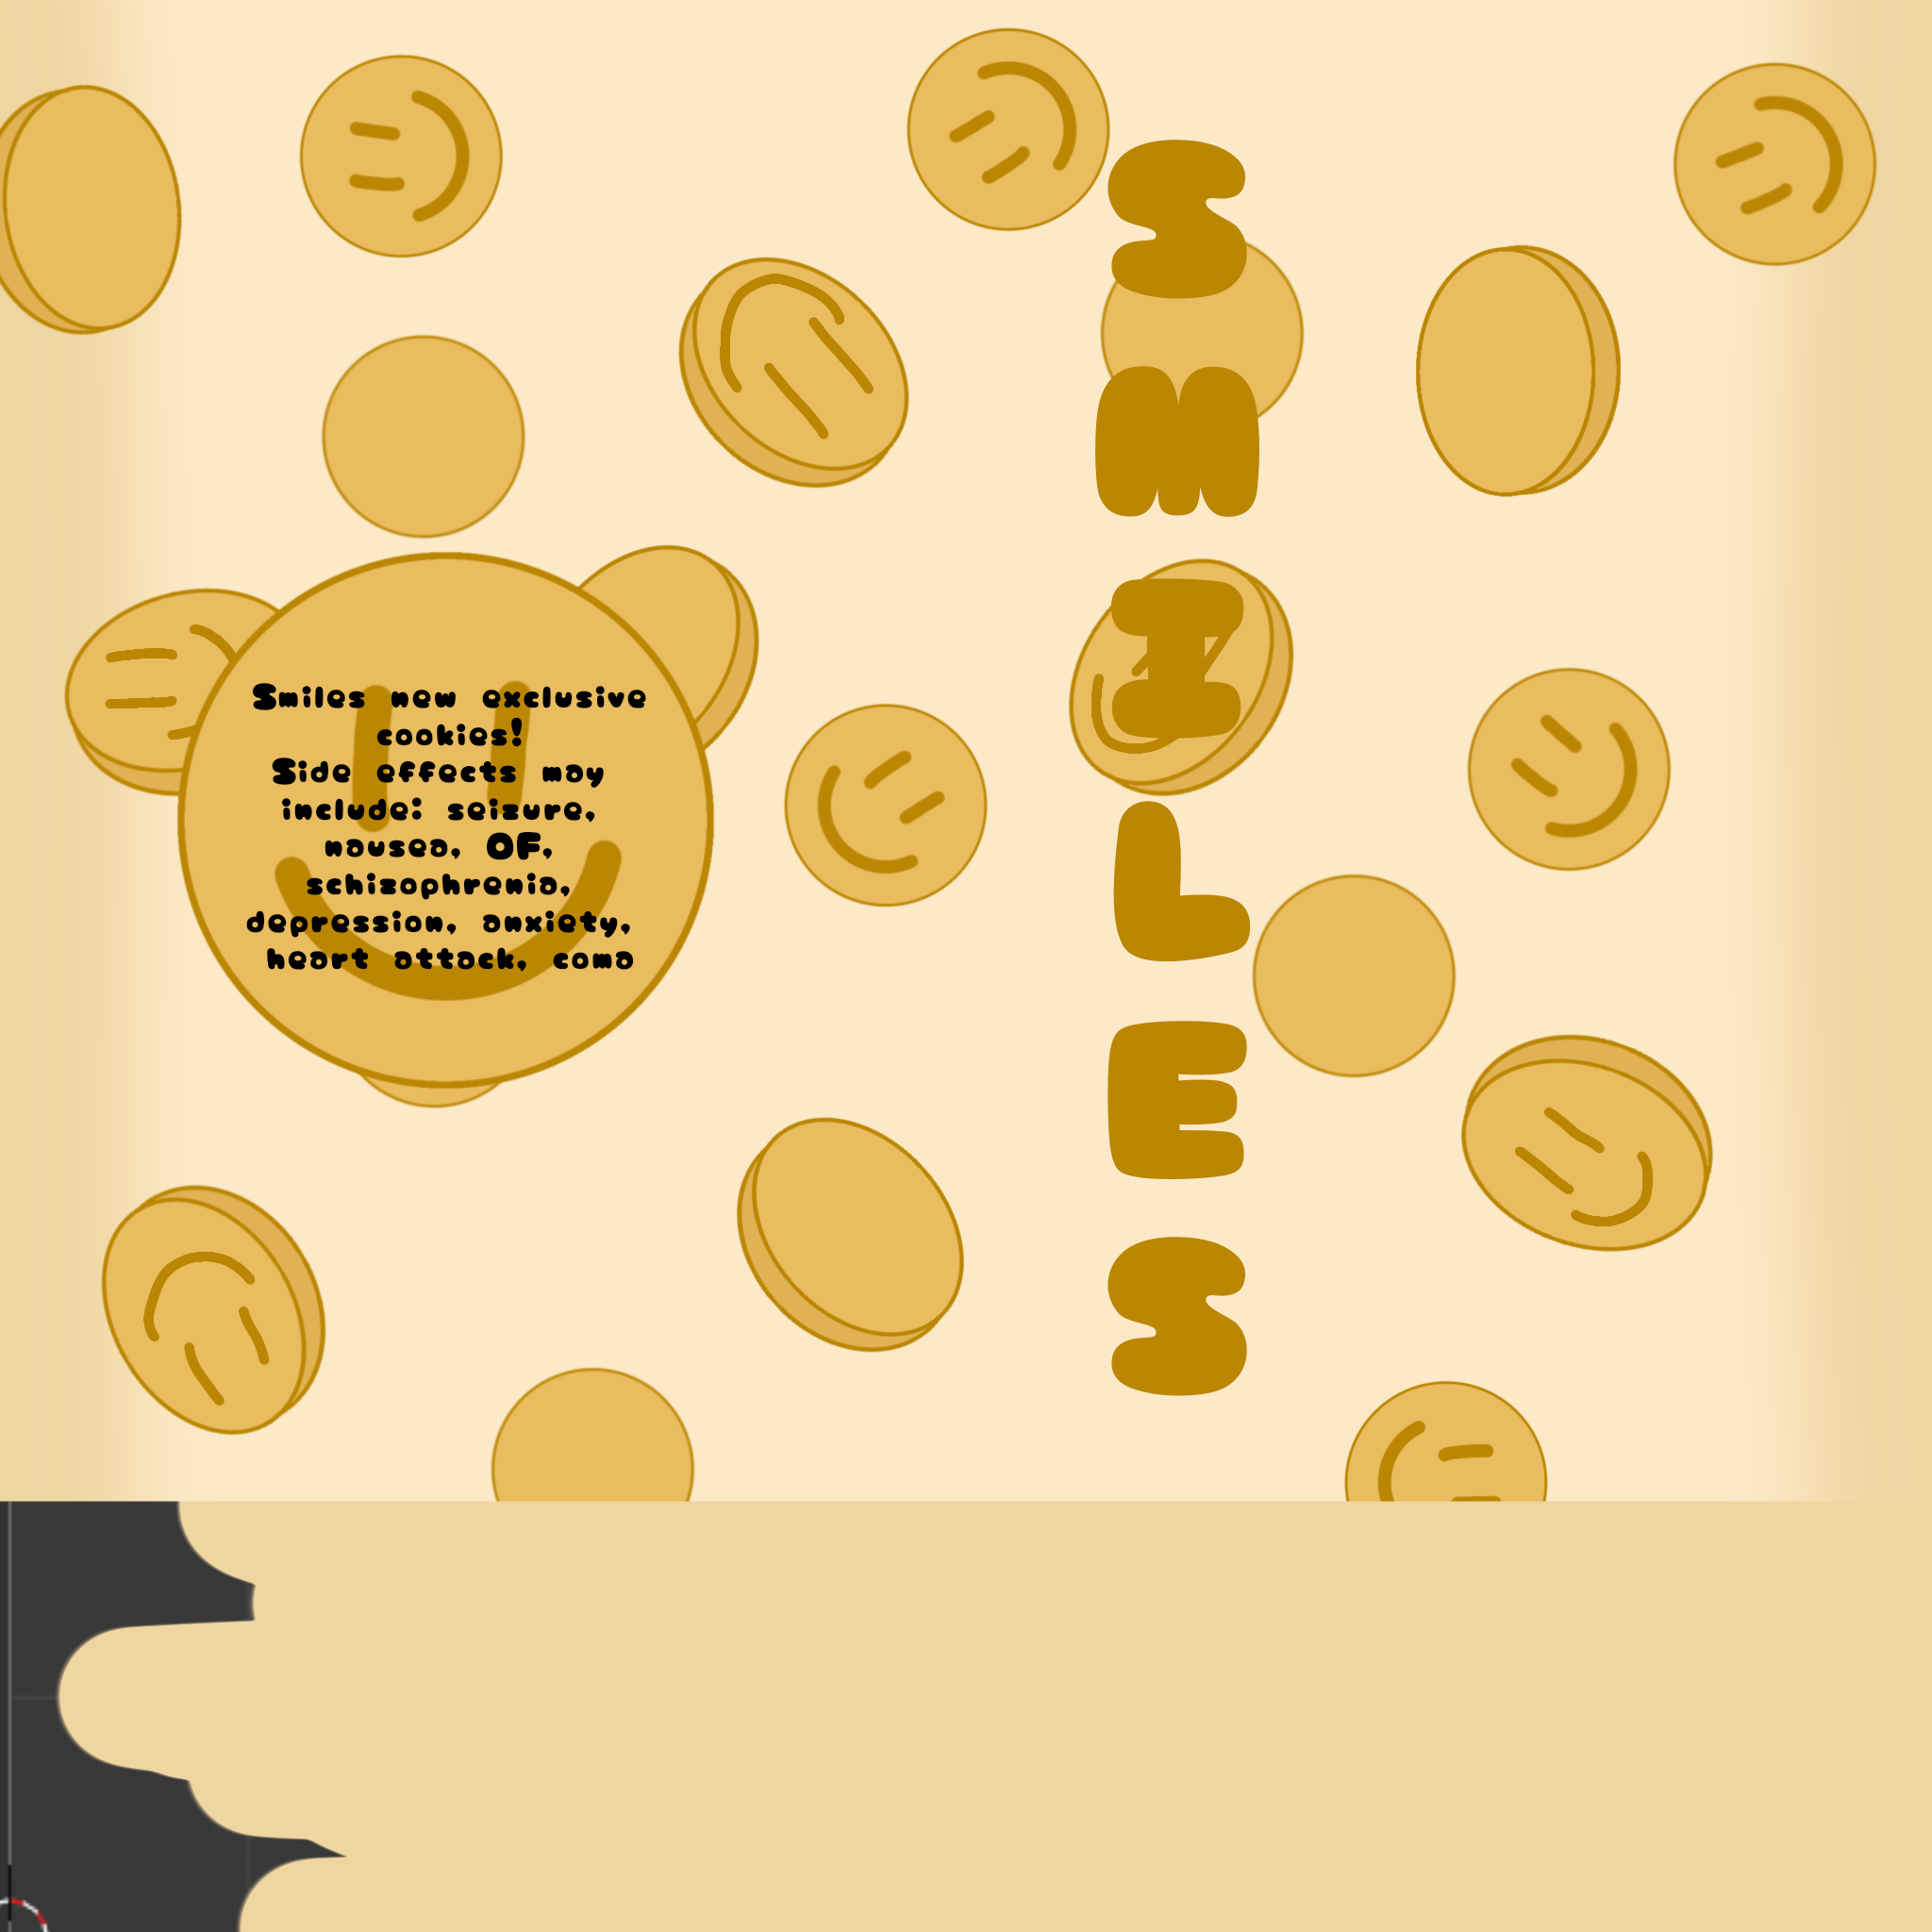 Smiles new exclusive
cookies!
Side effects may
include: seizure,
nausea, OF,
schizophrenia,
depression, anxiety,
heart attack, coma
SMILES